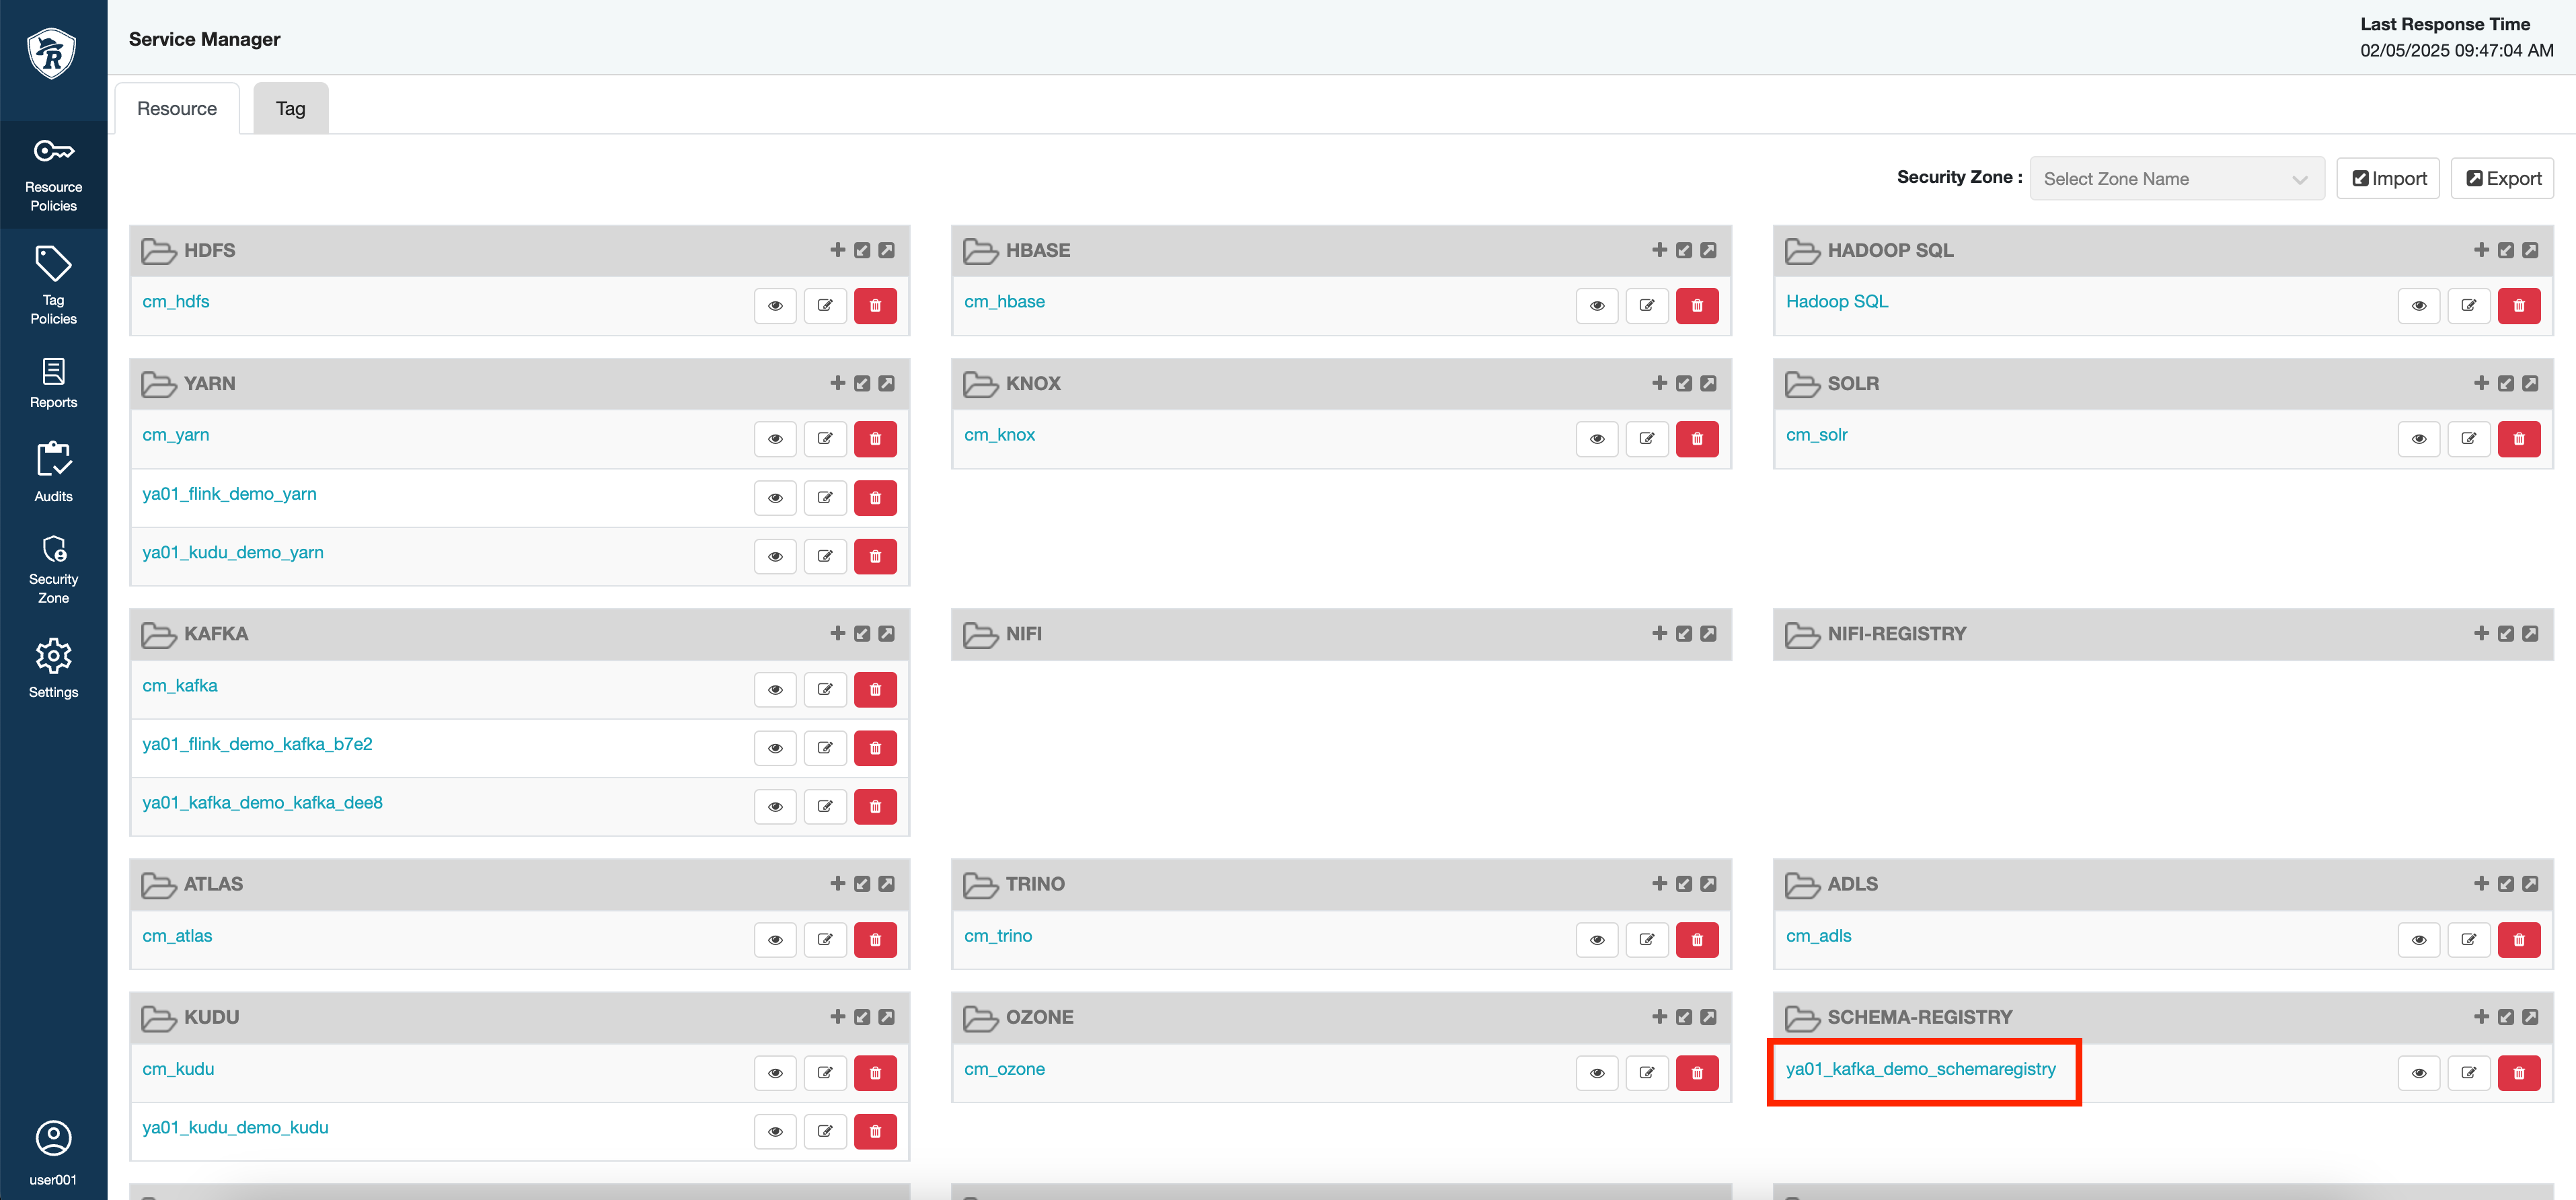 Service Manager
Last Response Time
02/05/2025 09:47:04 AM
R
Resource
Tag
Resource
Policies
Tag
Policies
Reports
Audits
Security
Zone
Settings
user001
Security Zone :
Select Zone Name
Import
Export
HDFS
cm_hdfs
HBASE
cm_hbase
HADOOP SQL
Hadoop SQL
YARN
cm_yarn
ya01_flink_demo_yarn
ya01_kudu_demo_yarn
KNOX
cm_knox
SOLR
cm_solr
KAFKA
cm_kafka
ya01_flink_demo_kafka_b7e2
ya01_kafka_demo_kafka_dee8
NIFI
NIFI-REGISTRY
ATLAS
cm_atlas
TRINO
cm_trino
ADLS
cm_adls
KUDU
cm_kudu
ya01_kudu_demo_kudu
OZONE
cm_ozone
SCHEMA-REGISTRY
ya01_kafka_demo_schemaregistry